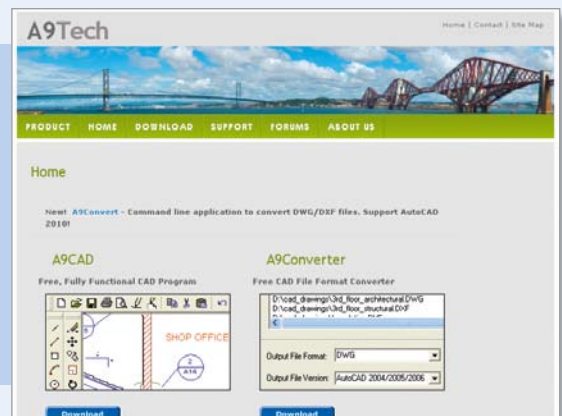 A9Tech
Home | Contact | Site Map
PRODUCT HOME DOWNLOAD SUPPORT FORUMS ABOUT US
Home
New! A9Convert - Command line application to convert DWG/DXF files. Support AutoCAD
2010!
A9CAD
Free, Fully Functional CAD Program
SHOP OFFICE
2
A16
Download
A9Converter
Free CAD File Format Converter
D:\cad_drawings\3rd_floor_architectural.DWG
D:\cad_drawings\3rd_floor_structural.DXF
Output File Format: DWG
Output File Version: AutoCAD 2004/2005/2006
Download